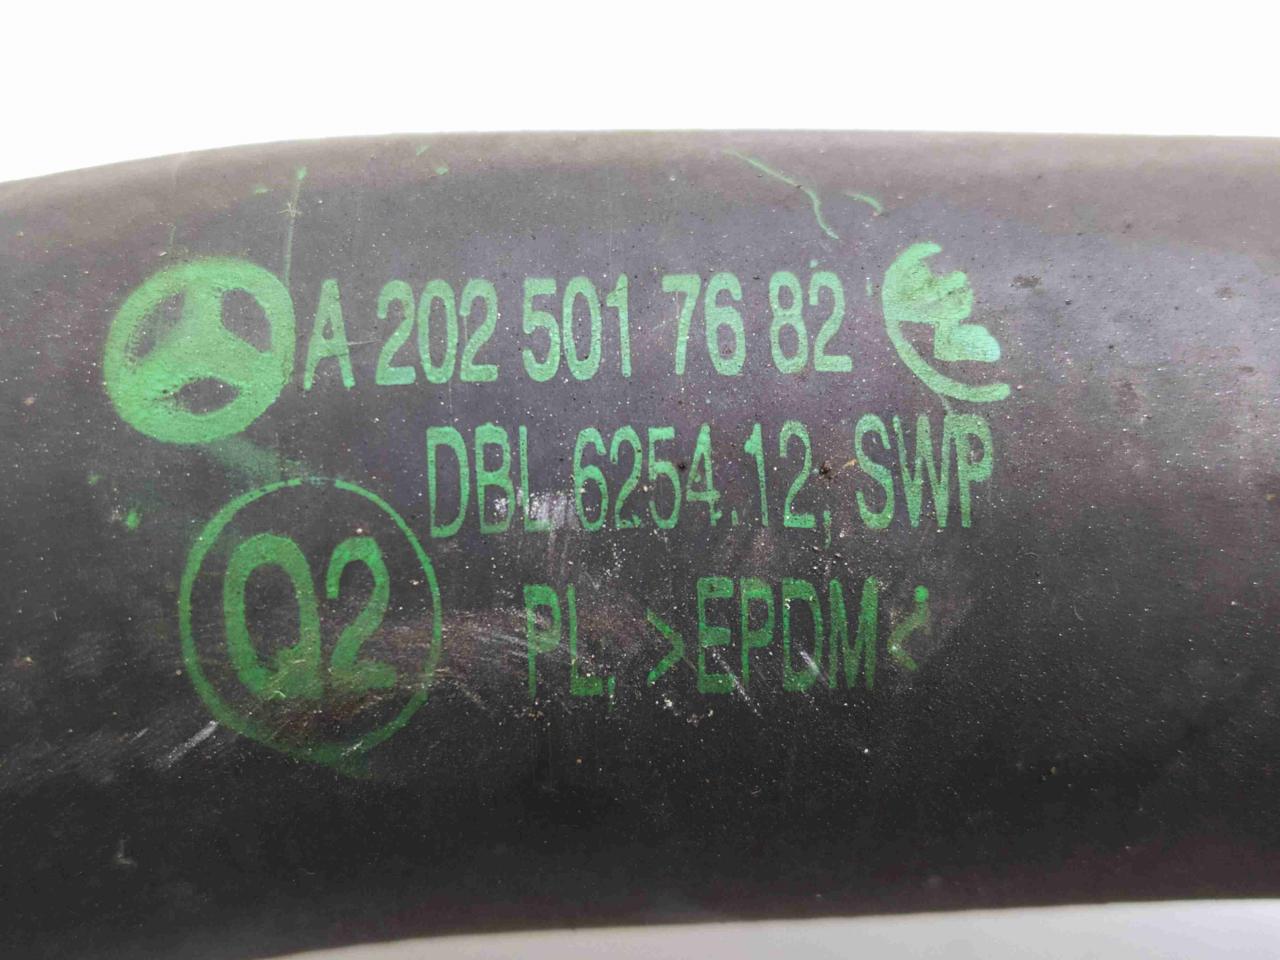 A 202 501 76 82
DBL 6254.12, SWP
Q2
PL, >EPDM<